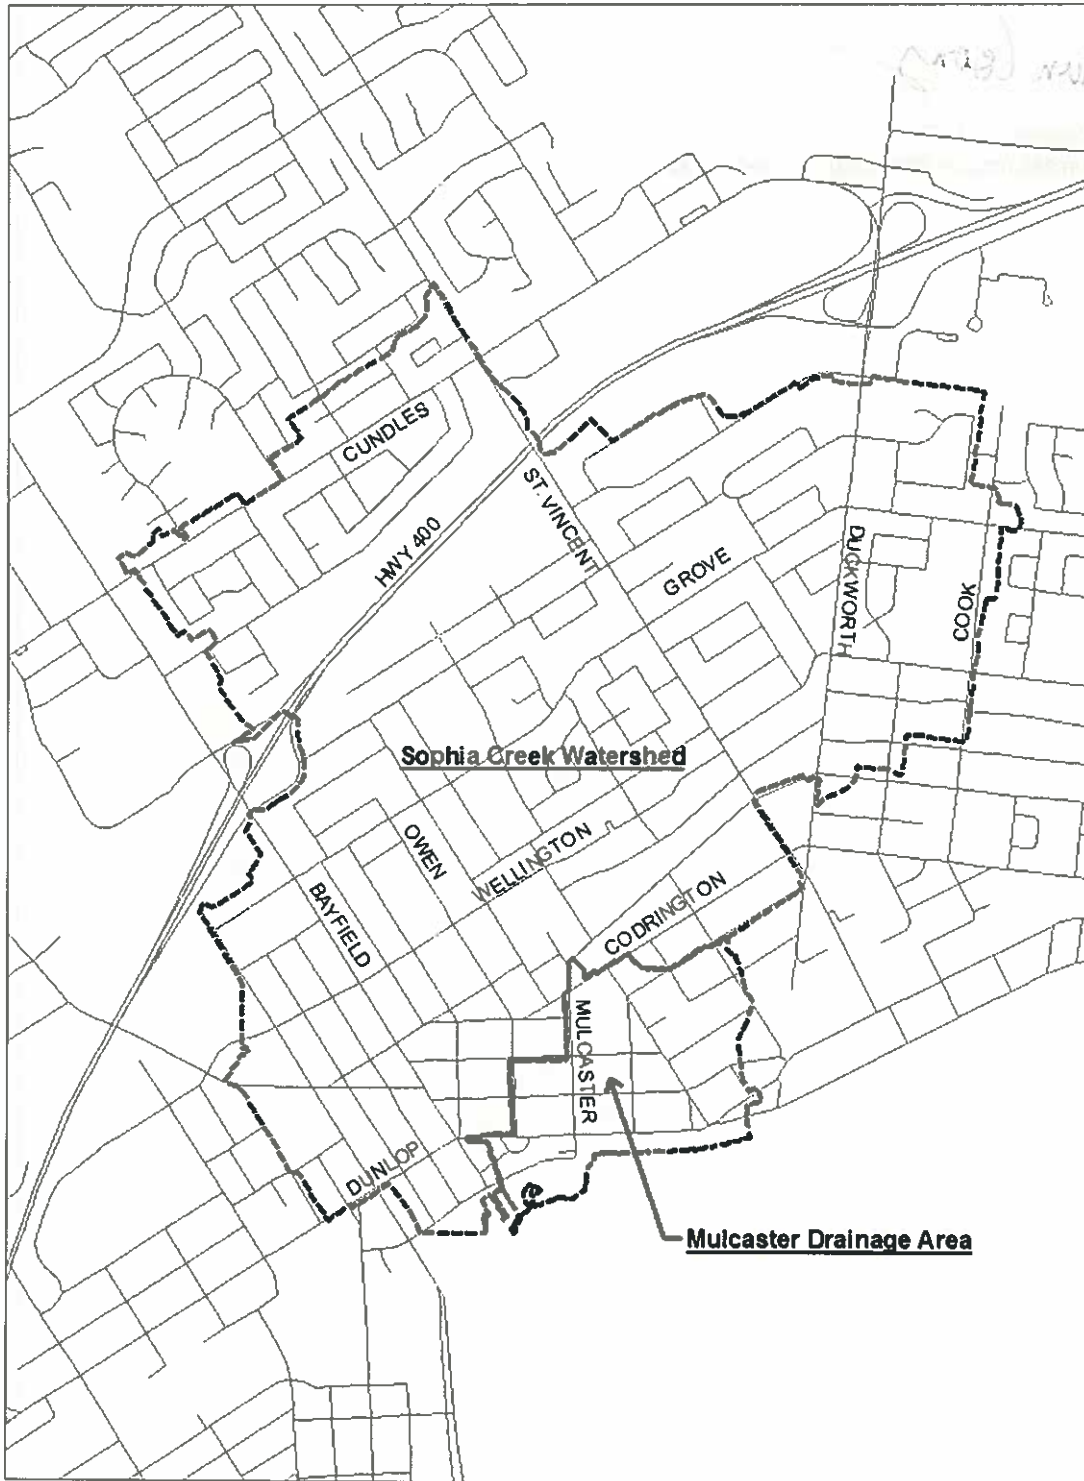 CUNDLES
HWY 400
ST. VINCENT
GROVE
DUCKWORTH
COOK
Sophia Creek Watershed
OWEN
WELLINGTON
BAYFIELD
CODRINGTON
MULCASTER
DUNLOP
Mulcaster Drainage Area